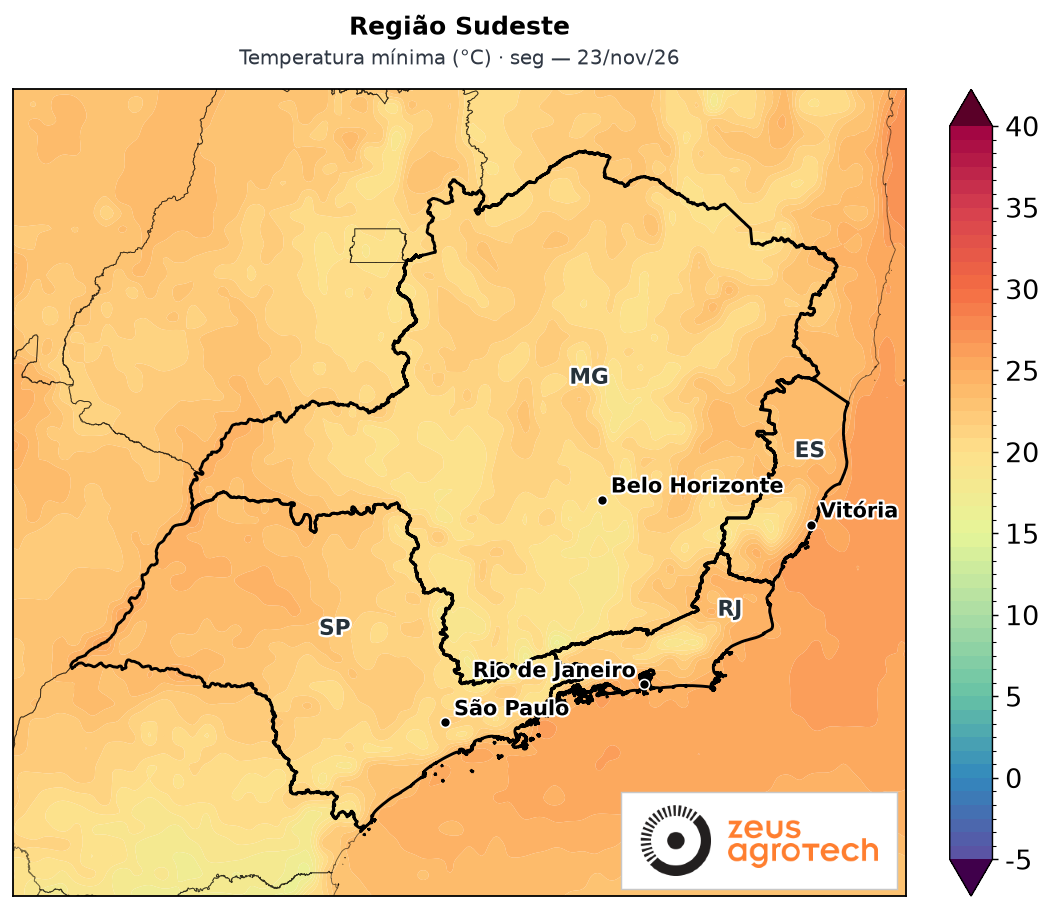 Região Sudeste
Temperatura mínima (°C) · seg — 23/nov/26
MG
ES
Belo Horizonte
Vitória
RJ
SP
Rio de Janeiro
São Paulo
40
35
30
25
20
15
10
5
0
-5
zeus
agrotech